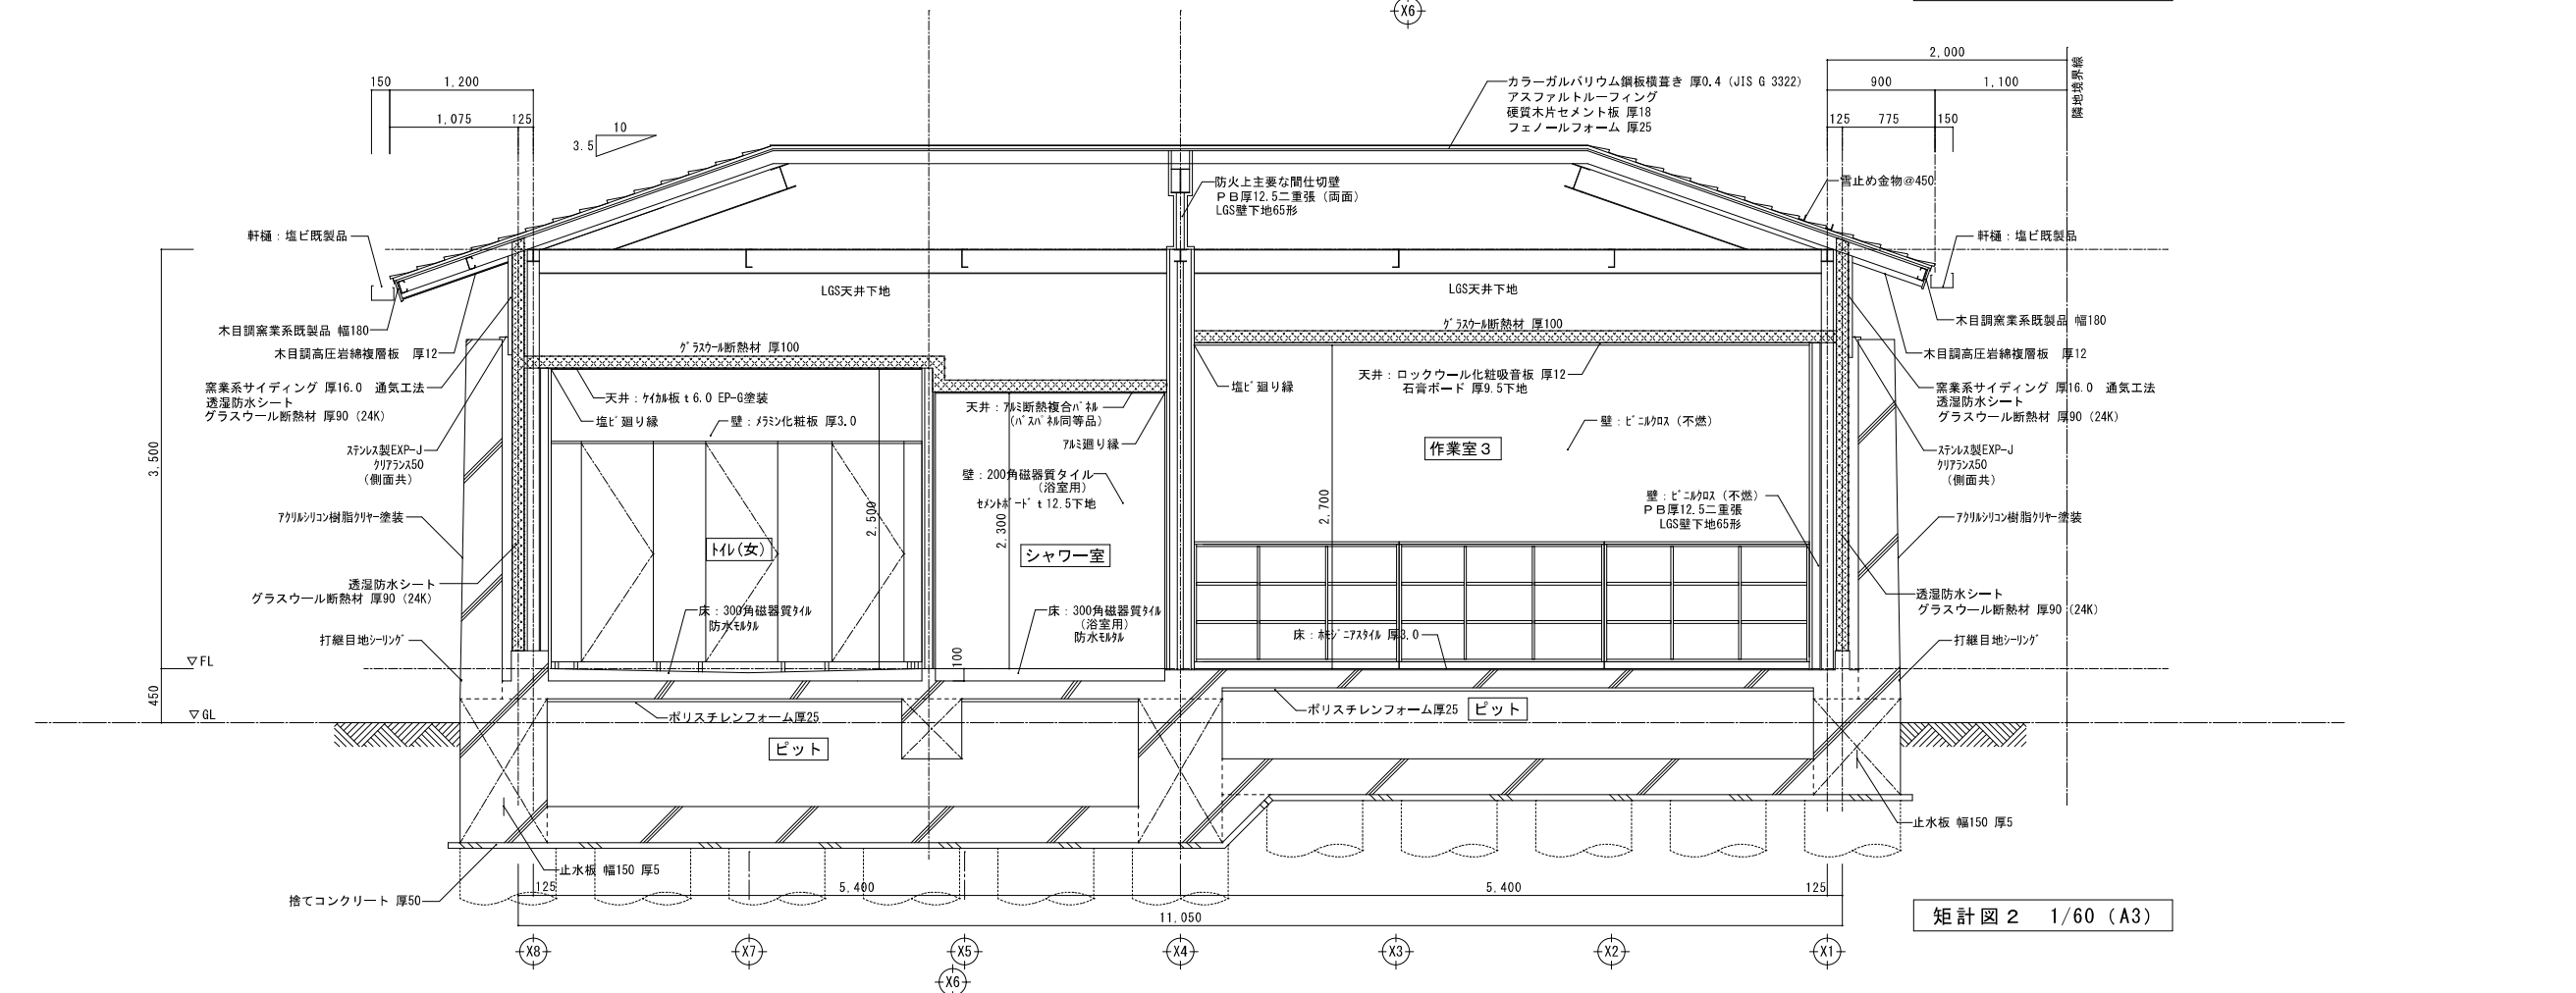 X6
2,000
隣地境界線
150
1,200
900
1,100
1,075
125
125
775
150
10
3.5
カラーガルバリウム鋼板横葺き 厚0.4 (JIS G 3322)
アスファルトルーフィング
硬質木片セメント板 厚18
フェノールフォーム 厚25
防火上主要な間仕切壁
PB厚12.5二重張（両面）
LGS壁下地65形
雪止め金物@450
軒樋：塩ビ既製品
軒樋：塩ビ既製品
LGS天井下地
LGS天井下地
木目調窯業系既製品 幅180
木目調窯業系既製品 幅180
木目調高圧岩綿複層板 厚12
木目調高圧岩綿複層板 厚12
ｸﾞﾗｽｳｰﾙ断熱材 厚100
ｸﾞﾗｽｳｰﾙ断熱材 厚100
窯業系サイディング 厚16.0 通気工法
透湿防水シート
グラスウール断熱材 厚90（24K）
窯業系サイディング 厚16.0 通気工法
透湿防水シート
グラスウール断熱材 厚90（24K）
天井：ｹｲｶﾙ板ｔ6.0 EP-G塗装
塩ﾋﾞ廻り縁
壁：ﾒﾗﾐﾝ化粧板 厚3.0
天井：ｱﾙﾐ断熱複合ﾊﾟﾈﾙ
（ﾊﾞｽﾊﾟﾈﾙ同等品）
ｱﾙﾐ廻り縁
塩ﾋﾞ廻り縁
天井：ロックウール化粧吸音板 厚12
石膏ボード 厚9.5下地
壁：ﾋﾞﾆﾙｸﾛｽ（不燃）
作業室３
3,500
ｽﾃﾝﾚｽ製EXP-J
ｸﾘｱﾗﾝｽ50
（側面共）
ｽﾃﾝﾚｽ製EXP-J
ｸﾘｱﾗﾝｽ50
（側面共）
壁：200角磁器質タイル
（浴室用）
ｾﾒﾝﾄﾎﾞｰﾄﾞｔ12.5下地
壁：ﾋﾞﾆﾙｸﾛｽ（不燃）
PB厚12.5二重張
LGS壁下地65形
2,500
2,300
2,700
ｱｸﾘﾙｼﾘｺﾝ樹脂ｸﾘﾔｰ塗装
ｱｸﾘﾙｼﾘｺﾝ樹脂ｸﾘﾔｰ塗装
ﾄｲﾚ(女)
シャワー室
透湿防水シート
グラスウール断熱材 厚90（24K）
透湿防水シート
グラスウール断熱材 厚90（24K）
床：300角磁器質ﾀｲﾙ
防水ﾓﾙﾀﾙ
床：300角磁器質ﾀｲﾙ
（浴室用）
防水ﾓﾙﾀﾙ
床：ﾎﾓｼﾞﾆｱｽﾀｲﾙ 厚3.0
打継目地ｼｰﾘﾝｸﾞ
打継目地ｼｰﾘﾝｸﾞ
100
▽FL
450
▽GL
ポリスチレンフォーム厚25
ピット
ポリスチレンフォーム厚25
ピット
止水板 幅150 厚5
止水板 幅150 厚5
捨てコンクリート 厚50
125
5,400
5,400
125
11,050
矩計図２ 1/60（A3）
X8
X7
X5
X4
X3
X2
X1
X6